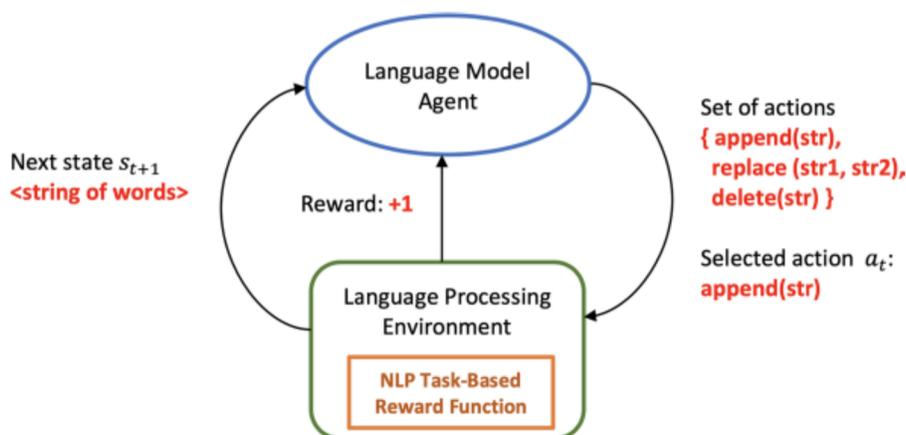 Language Model
Agent
Next state s_{t+1}
<string of words>
Reward: +1
Set of actions
{ append(str),
replace (str1, str2),
delete(str) }
Selected action a_t:
append(str)
Language Processing
Environment
NLP Task-Based
Reward Function